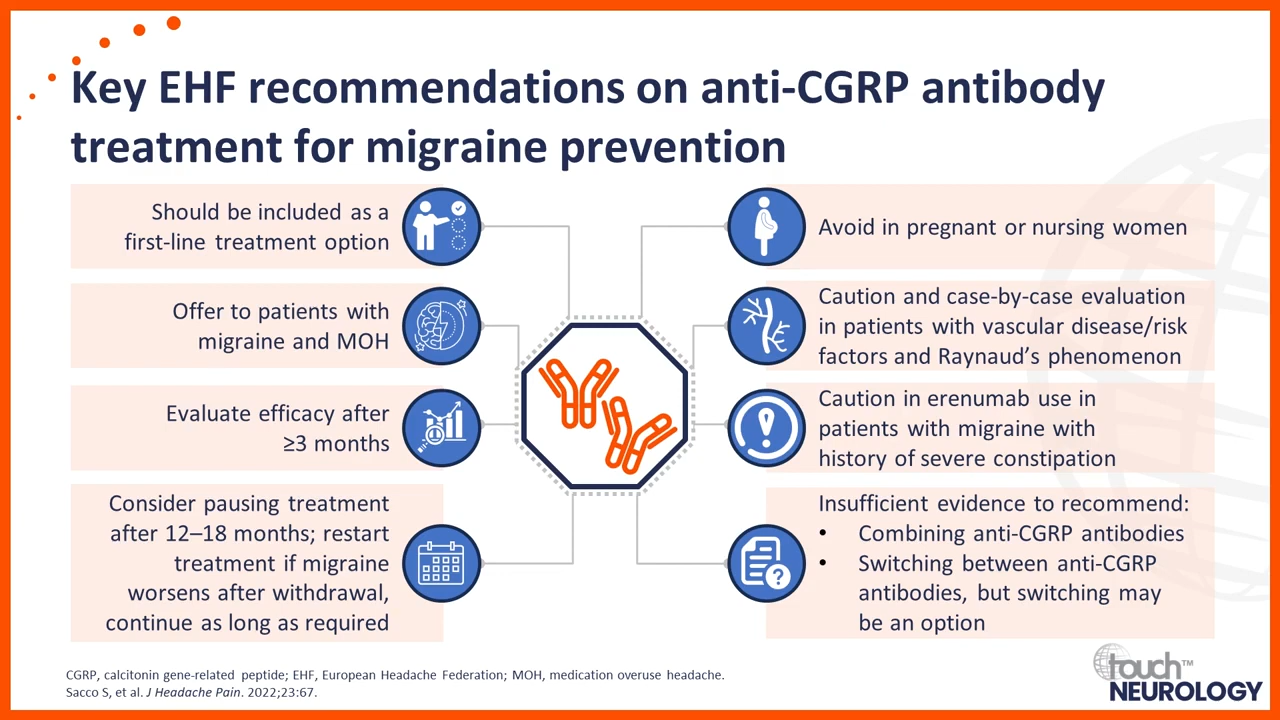 Key EHF recommendations on anti-CGRP antibody
treatment for migraine prevention
Should be included as a
first-line treatment option
Offer to patients with
migraine and MOH
Evaluate efficacy after
≥3 months
Consider pausing treatment
after 12–18 months; restart
treatment if migraine
worsens after withdrawal,
continue as long as required
Avoid in pregnant or nursing women
Caution and case-by-case evaluation
in patients with vascular disease/risk
factors and Raynaud’s phenomenon
Caution in erenumab use in
patients with migraine with
history of severe constipation
Insufficient evidence to recommend:
• Combining anti-CGRP antibodies
• Switching between anti-CGRP
antibodies, but switching may
be an option
?
CGRP, calcitonin gene-related peptide; EHF, European Headache Federation; MOH, medication overuse headache.
Sacco S, et al. J Headache Pain. 2022;23:67.
touch™
NEUROLOGY